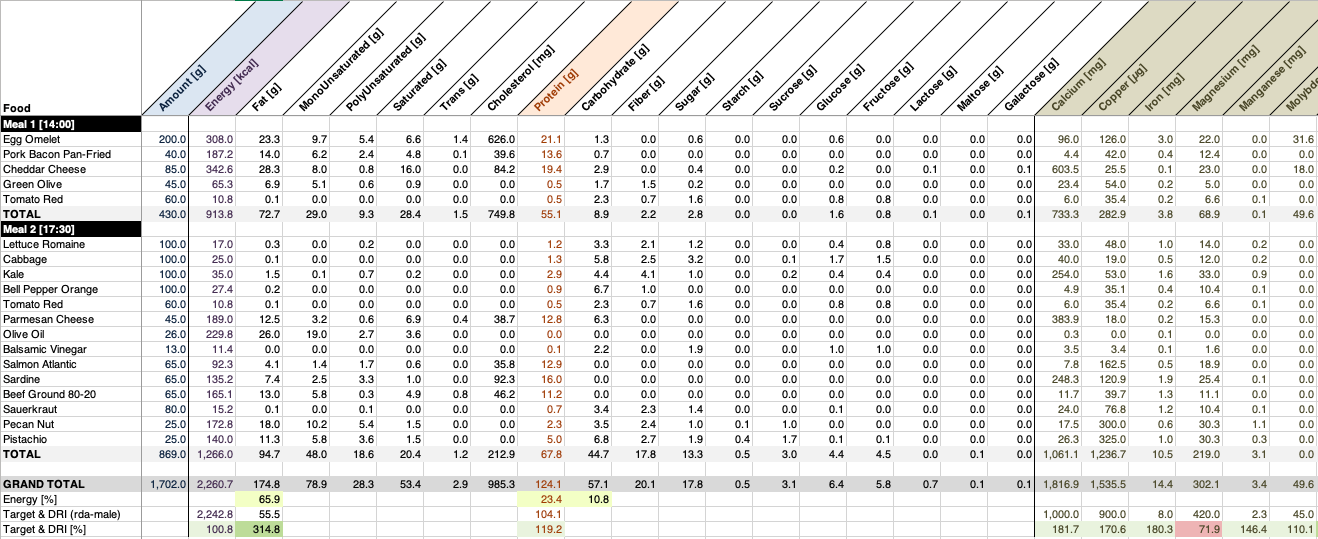 Food Amount [g] Energy [kcal] Fat [g] MonoUnsaturated [g] PolyUnsaturated [g] Saturated [g] Trans [g] Cholesterol [mg] Protein [g] Carbohydrate [g] Fiber [g] Sugar [g] Starch [g] Sucrose [g] Glucose [g] Fructose [g] Lactose [g] Maltose [g] Galactose [g] Calcium [mg] Copper [µg] Iron [mg] Magnesium [mg] Manganese [mg] Molybd
Meal 1 [14:00]
Egg Omelet 200.0 308.0 23.3 9.7 5.4 6.6 1.4 626.0 21.1 1.3 0.0 0.6 0.0 0.0 0.6 0.0 0.0 0.0 0.0 96.0 126.0 3.0 22.0 0.0 31.6
Pork Bacon Pan-Fried 40.0 187.2 14.0 6.2 2.4 4.8 0.1 39.6 13.6 0.7 0.0 0.0 0.0 0.0 0.0 0.0 0.0 0.0 0.0 4.4 42.0 0.4 12.4 0.0 0.0
Cheddar Cheese 85.0 342.6 28.3 8.0 0.8 16.0 0.0 84.2 19.4 2.9 0.0 0.4 0.0 0.0 0.2 0.0 0.1 0.0 0.1 603.5 25.5 0.1 23.0 0.0 18.0
Green Olive 45.0 65.3 6.9 5.1 0.6 0.9 0.0 0.0 0.5 1.7 1.5 0.2 0.0 0.0 0.0 0.0 0.0 0.0 0.0 23.4 54.0 0.2 5.0 0.0 0.0
Tomato Red 60.0 10.8 0.1 0.0 0.0 0.0 0.0 0.0 0.5 2.3 0.7 1.6 0.0 0.0 0.8 0.8 0.0 0.0 0.0 6.0 35.4 0.2 6.6 0.1 0.0
TOTAL 430.0 913.8 72.7 29.0 9.3 28.4 1.5 749.8 55.1 8.9 2.2 2.8 0.0 0.0 1.6 0.8 0.1 0.0 0.1 733.3 282.9 3.8 68.9 0.1 49.6
Meal 2 [17:30]
Lettuce Romaine 100.0 17.0 0.3 0.0 0.2 0.0 0.0 0.0 1.2 3.3 2.1 1.2 0.0 0.0 0.4 0.8 0.0 0.0 0.0 33.0 48.0 1.0 14.0 0.2 0.0
Cabbage 100.0 25.0 0.1 0.0 0.0 0.0 0.0 0.0 1.3 5.8 2.5 3.2 0.0 0.1 1.7 1.5 0.0 0.0 0.0 40.0 19.0 0.5 12.0 0.2 0.0
Kale 100.0 35.0 1.5 0.1 0.7 0.2 0.0 0.0 2.9 4.4 4.1 1.0 0.0 0.2 0.4 0.4 0.0 0.0 0.0 254.0 53.0 1.6 33.0 0.9 0.0
Bell Pepper Orange 100.0 27.4 0.2 0.0 0.0 0.0 0.0 0.0 0.9 6.7 1.0 0.0 0.0 0.0 0.0 0.0 0.0 0.0 0.0 4.9 35.1 0.4 10.4 0.1 0.0
Tomato Red 60.0 10.8 0.1 0.0 0.0 0.0 0.0 0.0 0.5 2.3 0.7 1.6 0.0 0.0 0.8 0.8 0.0 0.0 0.0 6.0 35.4 0.2 6.6 0.1 0.0
Parmesan Cheese 45.0 189.0 12.5 3.2 0.6 6.9 0.4 38.7 12.8 6.3 0.0 0.0 0.0 0.0 0.0 0.0 0.0 0.0 0.0 383.9 18.0 0.2 15.3 0.0 0.0
Olive Oil 26.0 229.8 26.0 19.0 2.7 3.6 0.0 0.0 0.0 0.0 0.0 0.0 0.0 0.0 0.0 0.0 0.0 0.0 0.0 0.3 0.0 0.1 0.0 0.0 0.0
Balsamic Vinegar 13.0 11.4 0.0 0.0 0.0 0.0 0.0 0.0 0.1 2.2 0.0 1.9 0.0 0.0 1.0 1.0 0.0 0.0 0.0 3.5 3.4 0.1 1.6 0.0 0.0
Salmon Atlantic 65.0 92.3 4.1 1.4 1.7 0.6 0.0 35.8 12.9 0.0 0.0 0.0 0.0 0.0 0.0 0.0 0.0 0.0 0.0 7.8 162.5 0.5 18.9 0.0 0.0
Sardine 65.0 135.2 7.4 2.5 3.3 1.0 0.0 92.3 16.0 0.0 0.0 0.0 0.0 0.0 0.0 0.0 0.0 0.0 0.0 248.3 120.9 1.9 25.4 0.1 0.0
Beef Ground 80-20 65.0 165.1 13.0 5.8 0.3 4.9 0.8 46.2 11.2 0.0 0.0 0.0 0.0 0.0 0.0 0.0 0.0 0.0 0.0 11.7 39.7 1.3 11.1 0.0 0.0
Sauerkraut 80.0 15.2 0.1 0.0 0.1 0.0 0.0 0.0 0.7 3.4 2.3 1.4 0.0 0.0 0.1 0.0 0.0 0.0 0.0 24.0 76.8 1.2 10.4 0.1 0.0
Pecan Nut 25.0 172.8 18.0 10.2 5.4 1.5 0.0 0.0 2.3 3.5 2.4 1.0 0.1 1.0 0.0 0.0 0.0 0.0 0.0 17.5 300.0 0.6 30.3 1.1 0.0
Pistachio 25.0 140.0 11.3 5.8 3.6 1.5 0.0 0.0 5.0 6.8 2.7 1.9 0.4 1.7 0.1 0.1 0.0 0.0 0.0 26.3 325.0 1.0 30.3 0.3 0.0
TOTAL 869.0 1,266.0 94.7 48.0 18.6 20.4 1.2 212.9 67.8 44.7 17.8 13.3 0.5 3.0 4.4 4.5 0.0 0.1 0.0 1,061.1 1,236.7 10.5 219.0 3.1 0.0
GRAND TOTAL 1,702.0 2,260.7 174.8 78.9 28.3 53.4 2.9 985.3 124.1 57.1 20.1 17.9 0.5 3.1 6.4 5.8 0.7 0.1 0.1 1,816.9 1,535.5 14.4 302.1 3.4 49.6
Energy [%] 65.9 23.4 10.8
Target & DRI (rda-male) 2,242.8 55.5 104.1 1,000.0 900.0 8.0 420.0 2.3 45.0
Target & DRI [%] 100.8 314.8 119.2 181.7 170.6 180.3 71.9 146.4 110.1